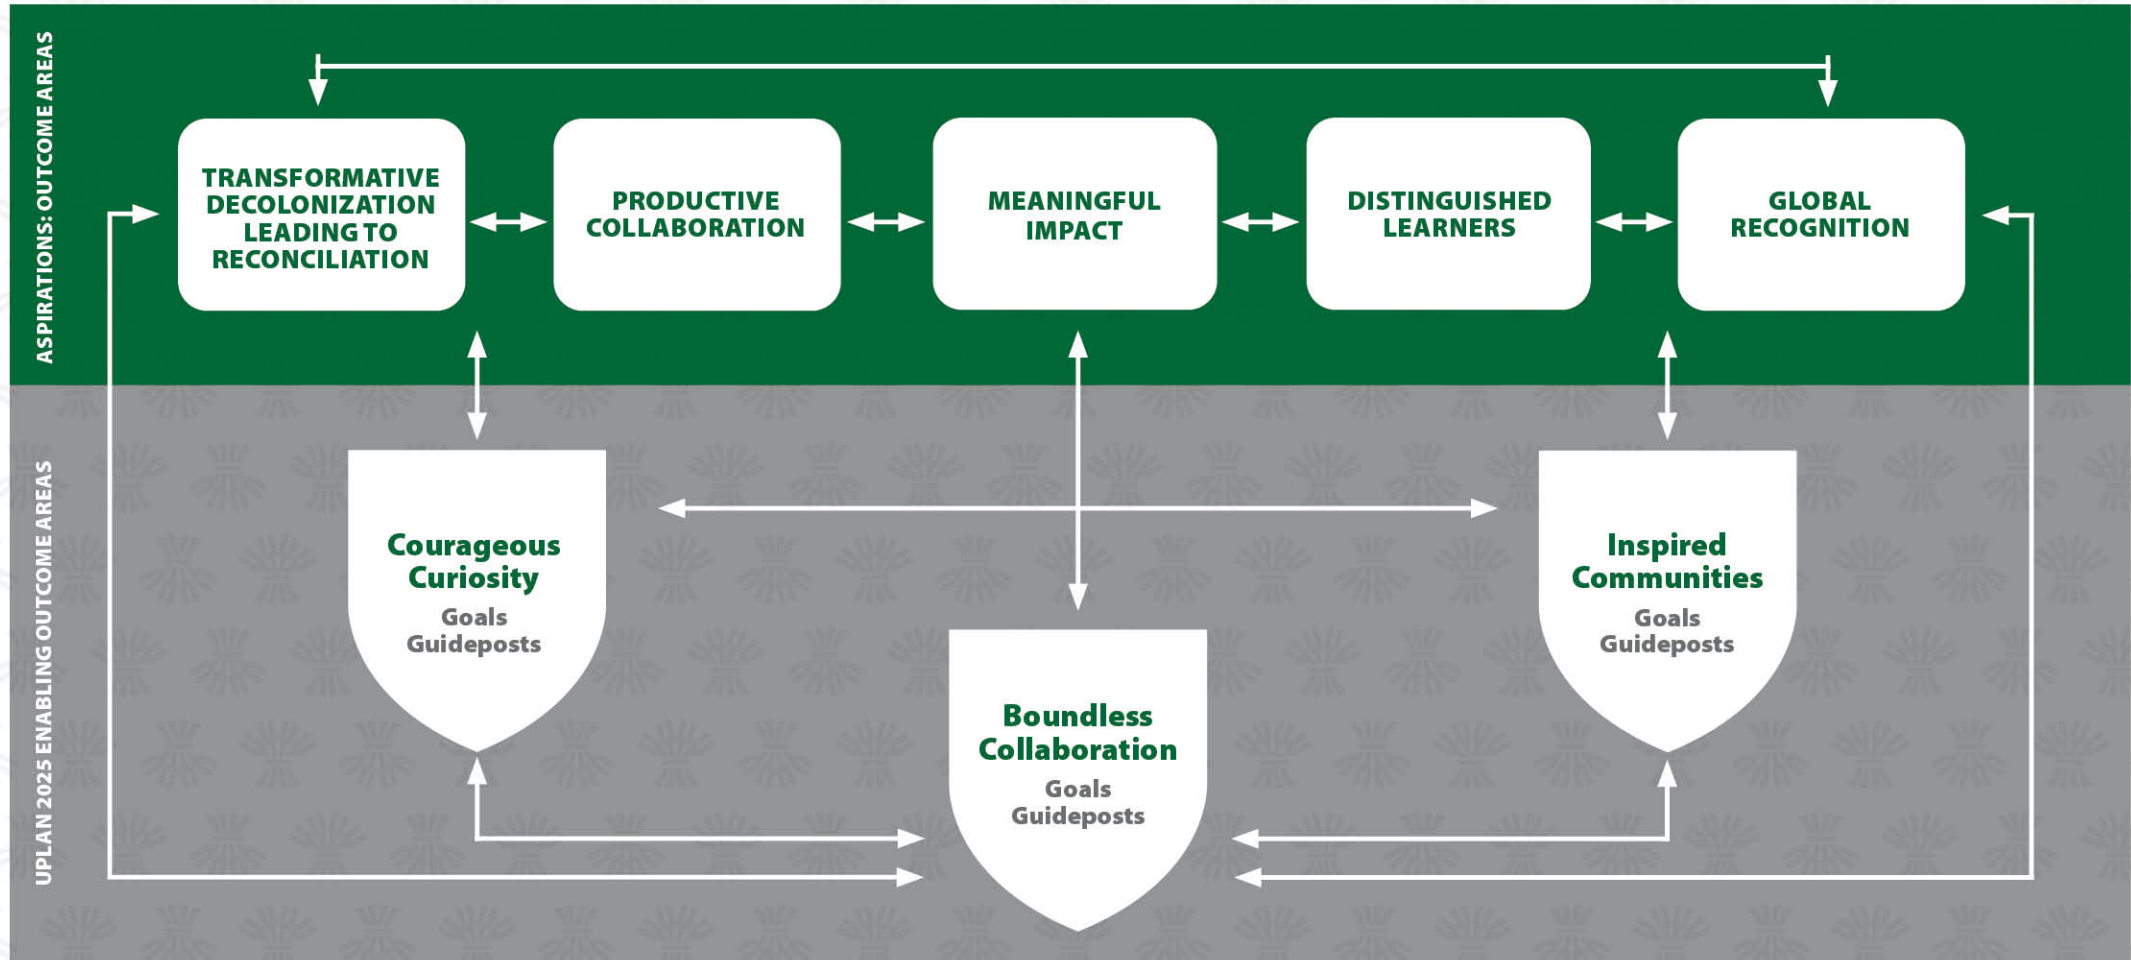 ASPIRATIONS: OUTCOME AREAS
TRANSFORMATIVE
DECOLONIZATION
LEADING TO
RECONCILIATION
PRODUCTIVE
COLLABORATION
MEANINGFUL
IMPACT
DISTINGUISHED
LEARNERS
GLOBAL
RECOGNITION
UPLAN 2025 ENABLING OUTCOME AREAS
Courageous
Curiosity
Goals
Guideposts
Boundless
Collaboration
Goals
Guideposts
Inspired
Communities
Goals
Guideposts